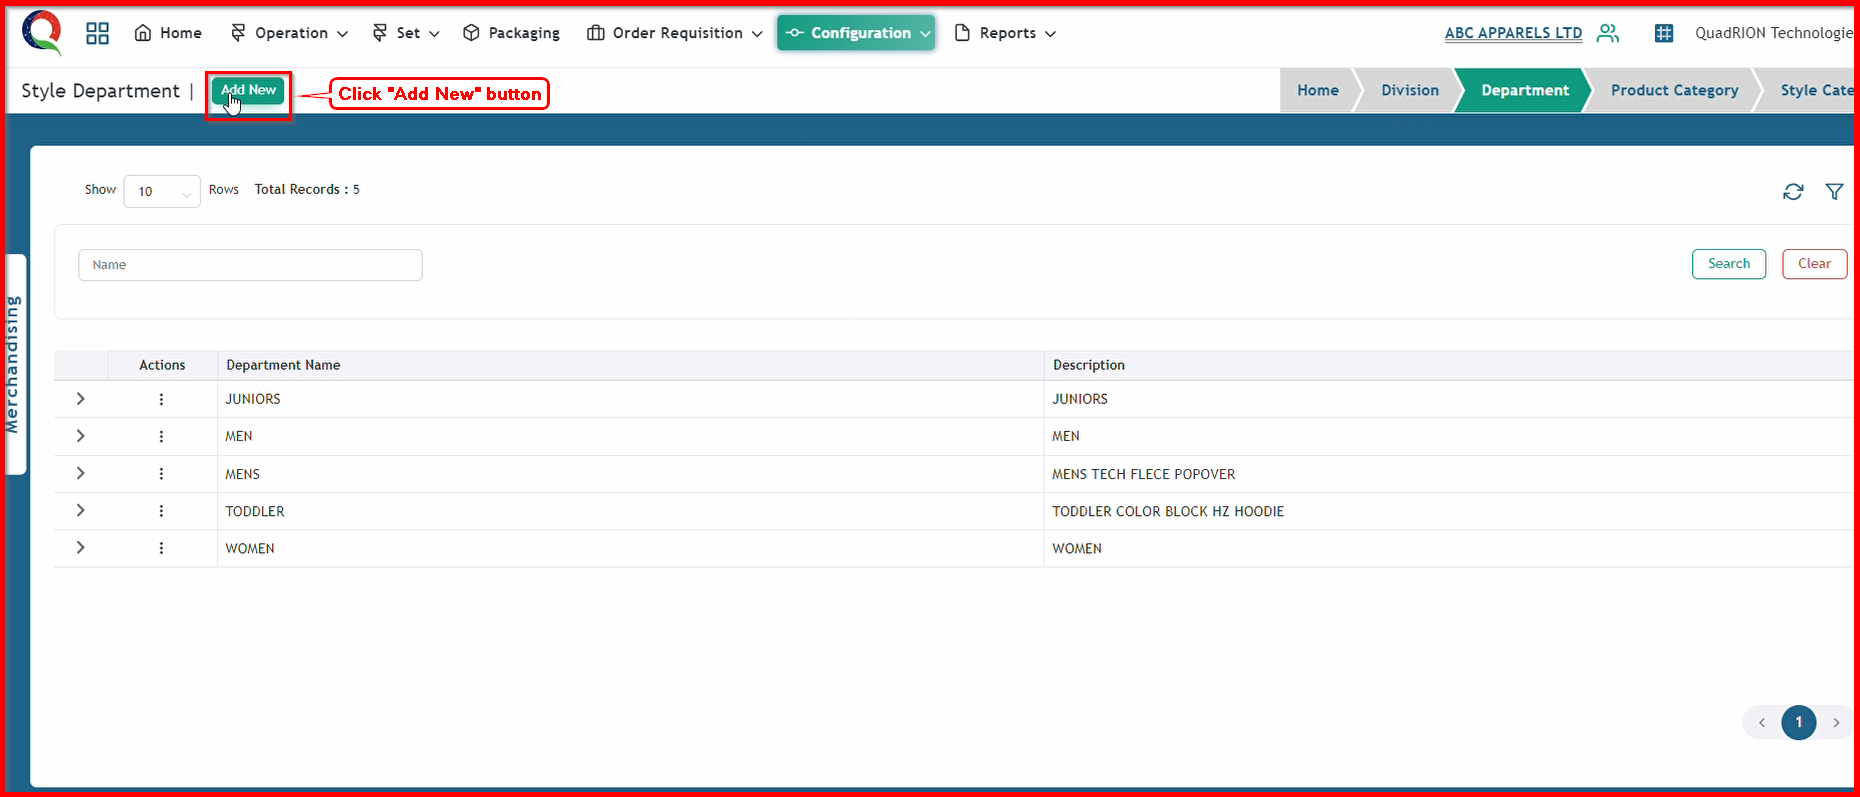 Home Operation Set Packaging Order Requisition Configuration Reports ABC APPARELS LTD QuadRION Technologie
Style Department | Add New Click "Add New" button Home Division Department Product Category Style Cate
Show 10 Rows Total Records : 5
Name Search Clear
Merchandising
Actions Department Name Description
JUNIORS JUNIORS
MEN MEN
MENS MENS TECH FLECE POPOVER
TODDLER TODDLER COLOR BLOCK HZ HOODIE
WOMEN WOMEN
1